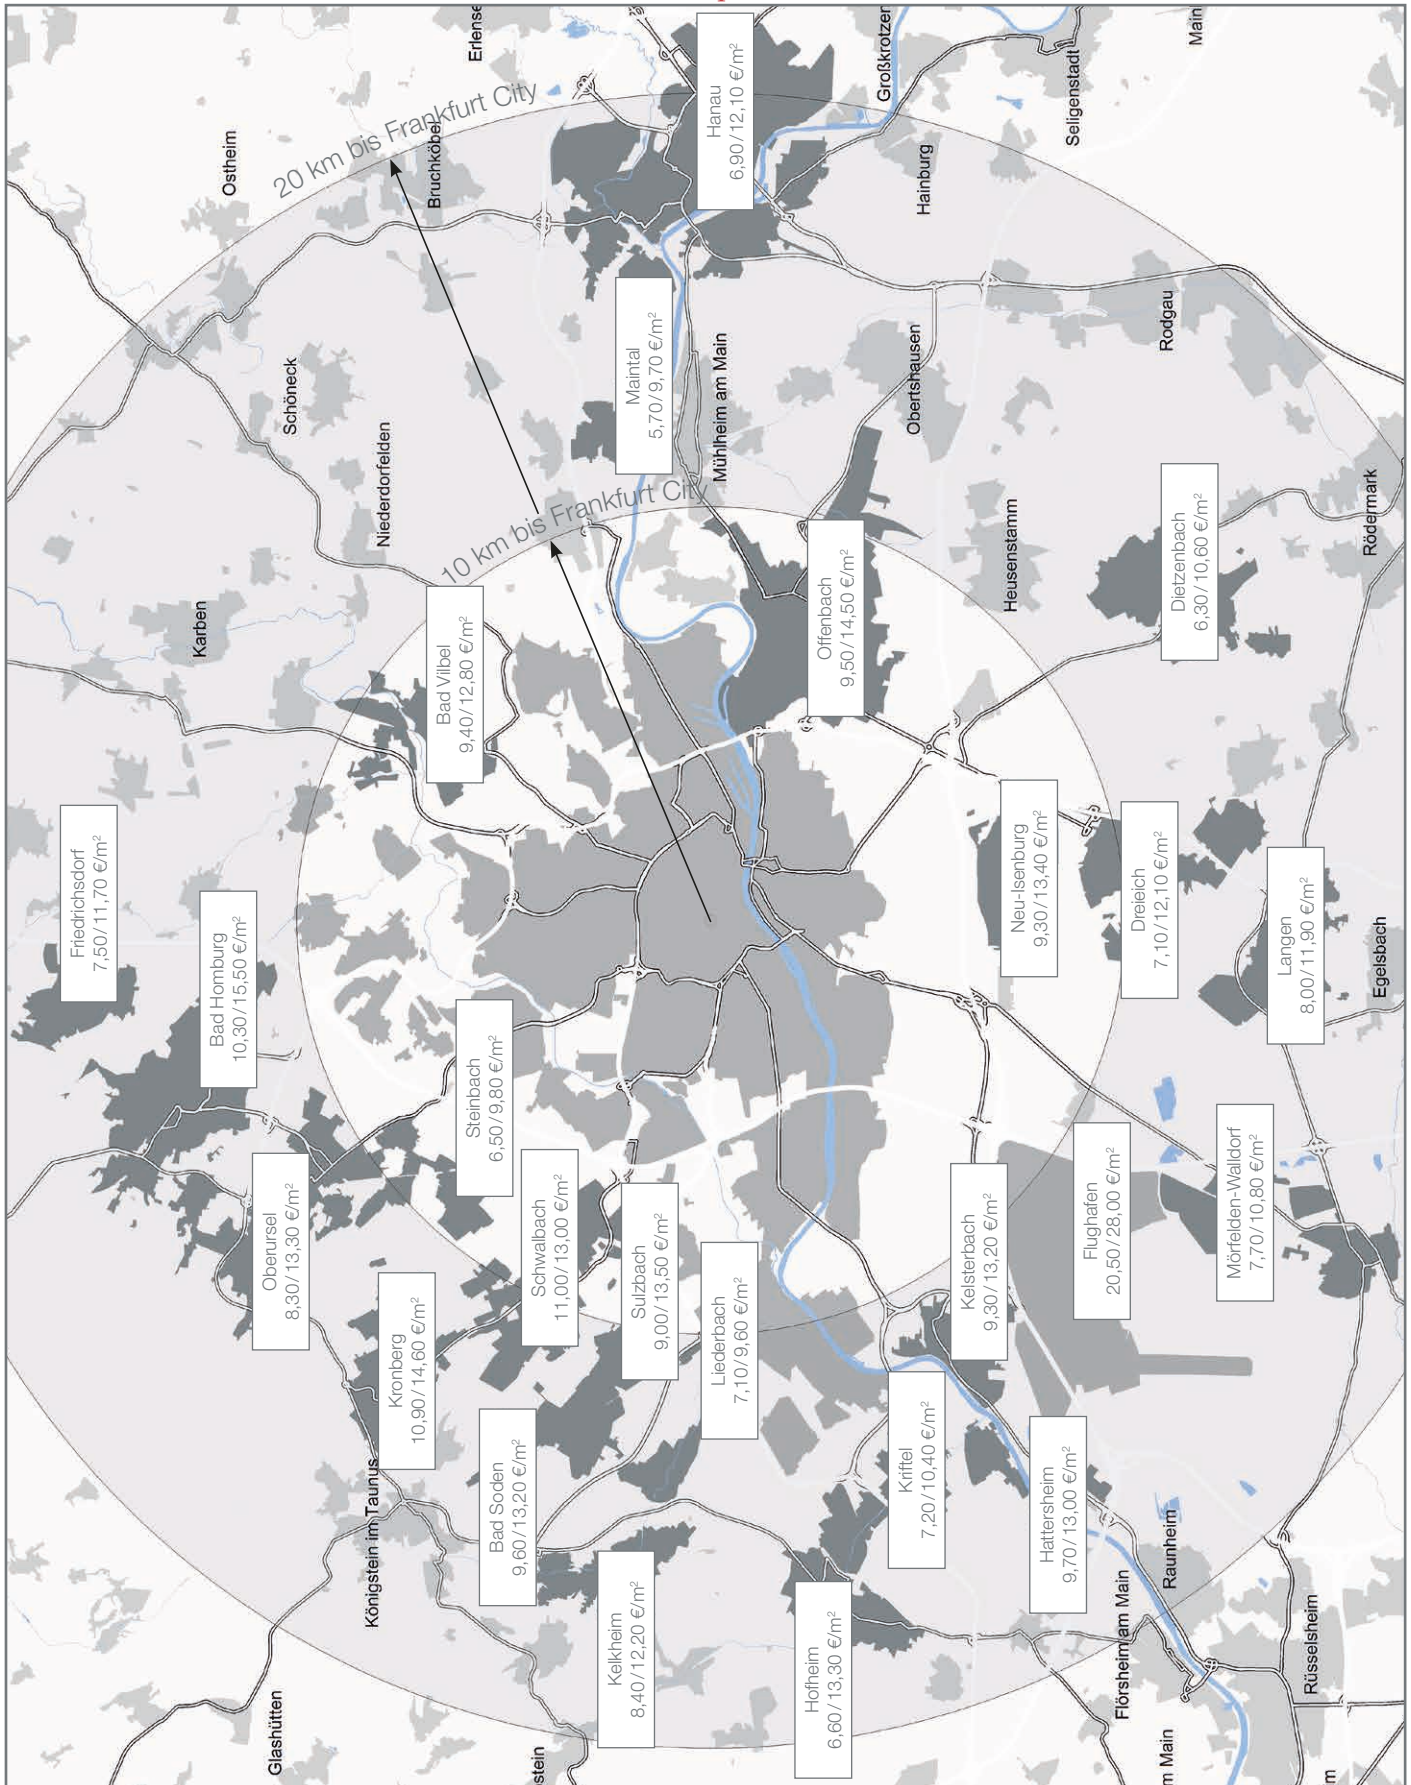 Glashütten
stein
Königstein im Taunus
Kelkheim
8,40/12,20 €/m²
Hofheim
6,60/13,30 €/m²
Bad Soden
9,60/13,20 €/m²
Kronberg
10,90/14,60 €/m²
Oberursel
8,30/13,30 €/m²
Liederbach
7,10/9,60 €/m²
Sulzbach
9,00/13,50 €/m²
Schwalbach
11,00/13,00 €/m²
Steinbach
6,50/9,80 €/m²
Kriftel
7,20/10,40 €/m²
Hattersheim
9,70/13,00 €/m²
Flörsheim am Main
m Main
Raunheim
Rüsselsheim
m
Kelsterbach
9,30/13,20 €/m²
Flughafen
20,50/28,00 €/m²
Mörfelden-Walldorf
7,70/10,80 €/m²
Bad Homburg
10,30/15,50 €/m²
Friedrichsdorf
7,50/11,70 €/m²
Neu-Isenburg
9,30/13,40 €/m²
Dreieich
7,10/12,10 €/m²
Langen
8,00/11,90 €/m²
Egelsbach
Bad Vilbel
9,40/12,80 €/m²
Karben
Offenbach
9,50/14,50 €/m²
Heusenstamm
Dietzenbach
6,30/10,60 €/m²
Rödermark
10 km bis Frankfurt City
Niederdorfelden
Schöneck
Maintal
5,70/9,70 €/m²
Mühlheim am Main
Obertshausen
Rodgau
20 km bis Frankfurt City
Ostheim
Bruchköbel
Hanau
6,90/12,10 €/m²
Hainburg
Erlense
Großkrotzen
Seligenstadt
Main